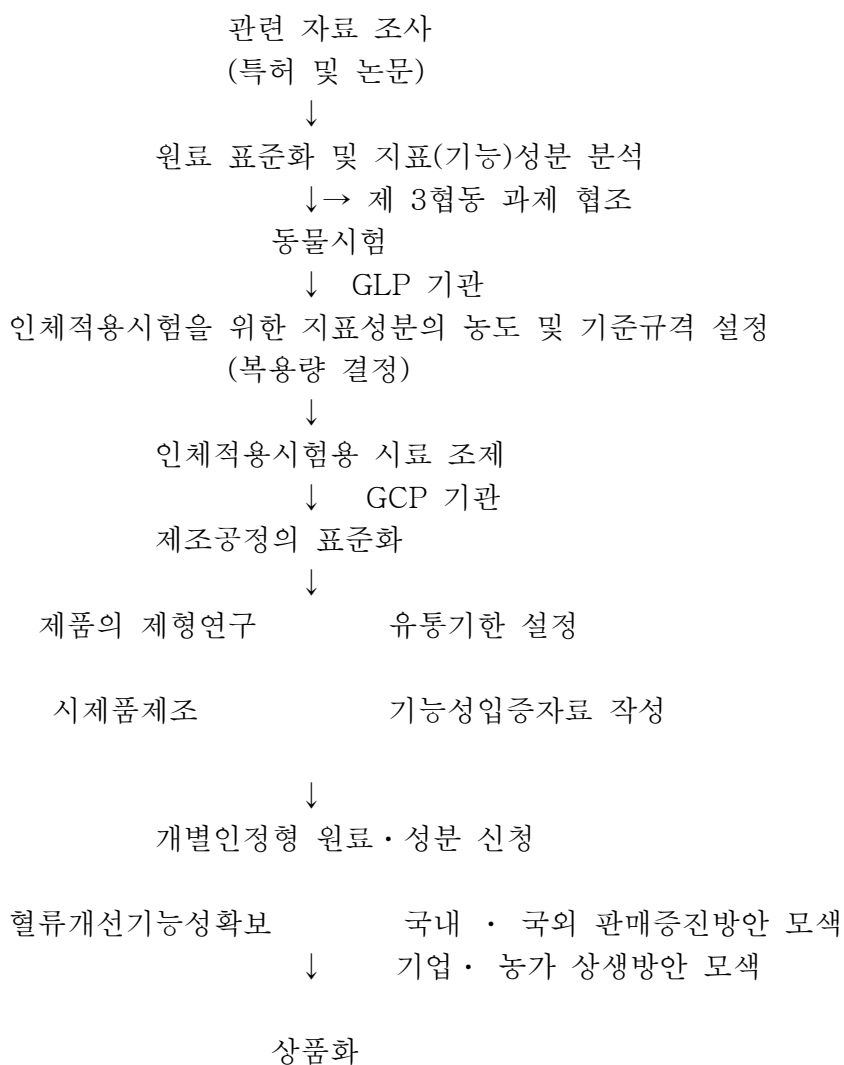 관련 자료 조사
(특허 및 논문)
↓
원료 표준화 및 지표(기능)성분 분석
↓→ 제 3협동 과제 협조
동물시험
↓ GLP 기관
인체적용시험을 위한 지표성분의 농도 및 기준규격 설정
(복용량 결정)
↓
인체적용시험용 시료 조제
↓ GCP 기관
제조공정의 표준화
↓
제품의 제형연구 유통기한 설정
시제품제조 기능성입증자료 작성
↓
개별인정형 원료・성분 신청
혈류개선기능성확보 국내 · 국외 판매증진방안 모색
↓ 기업・ 농가 상생방안 모색
상품화